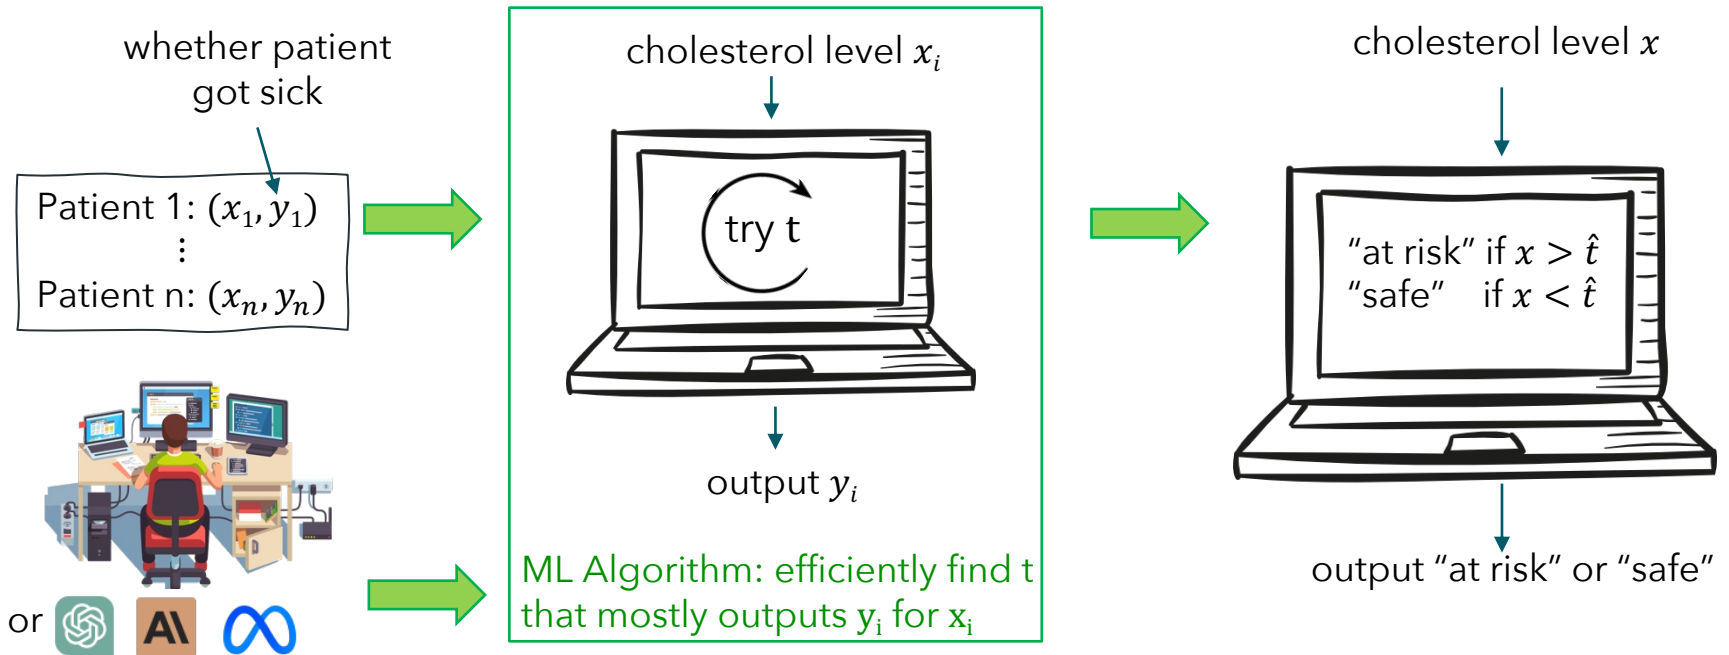 whether patient
got sick
Patient 1: (x₁, y₁)
⋮
Patient n: (xₙ, yₙ)
or
AI
cholesterol level xᵢ
try t
output yᵢ
ML Algorithm: efficiently find t
that mostly outputs yᵢ for xᵢ
cholesterol level x
“at risk” if x > t̂
“safe” if x < t̂
output “at risk” or “safe”